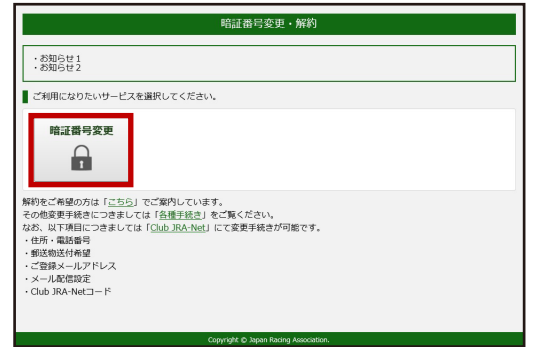 暗証番号変更・解約
・お知らせ1
・お知らせ2
ご利用になりたいサービスを選択してください。
暗証番号変更
解約をご希望の方は「こちら」でご案内しています。
その他変更手続きにつきましては「各種手続き」をご覧ください。
なお、以下項目につきましては「Club JRA-Net」にて変更手続きが可能です。
・住所・電話番号
・郵送物送付希望
・ご登録メールアドレス
・メール配信設定
・Club JRA-Netコード
Copyright © Japan Racing Association.